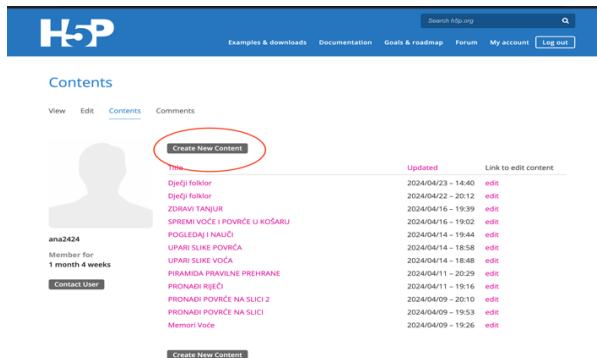 Search h5p.org
H5P
Examples & downloads Documentation Goals & roadmap Forum My account Log out
Contents
View Edit Contents Comments
Create New Content
Title Updated Link to edit content
Dječji folklor 2024/04/23 – 14:40 edit
Dječji folklor 2024/04/22 – 20:12 edit
ZDRAVI TANJUR 2024/04/16 – 19:39 edit
SPREMI VOĆE I POVRĆE U KOŠARU 2024/04/16 – 19:02 edit
POGLEDAJ I NAUČI 2024/04/14 – 19:44 edit
UPARI SLIKE POVRĆA 2024/04/14 – 18:58 edit
UPARI SLIKE VOĆA 2024/04/14 – 18:38 edit
PIRAMIDA PRAVILNE PREHRANE 2024/04/11 – 20:29 edit
PRONAĐI RIJEČI 2024/04/11 – 19:16 edit
PRONAĐI POVRĆE NA SLICI 2 2024/04/09 – 20:10 edit
PRONAĐI POVRĆE NA SLICI 2024/04/09 – 19:53 edit
Memori Voće 2024/04/09 – 19:26 edit
ana2424
Member for
1 month 4 weeks
Contact User
Create New Content